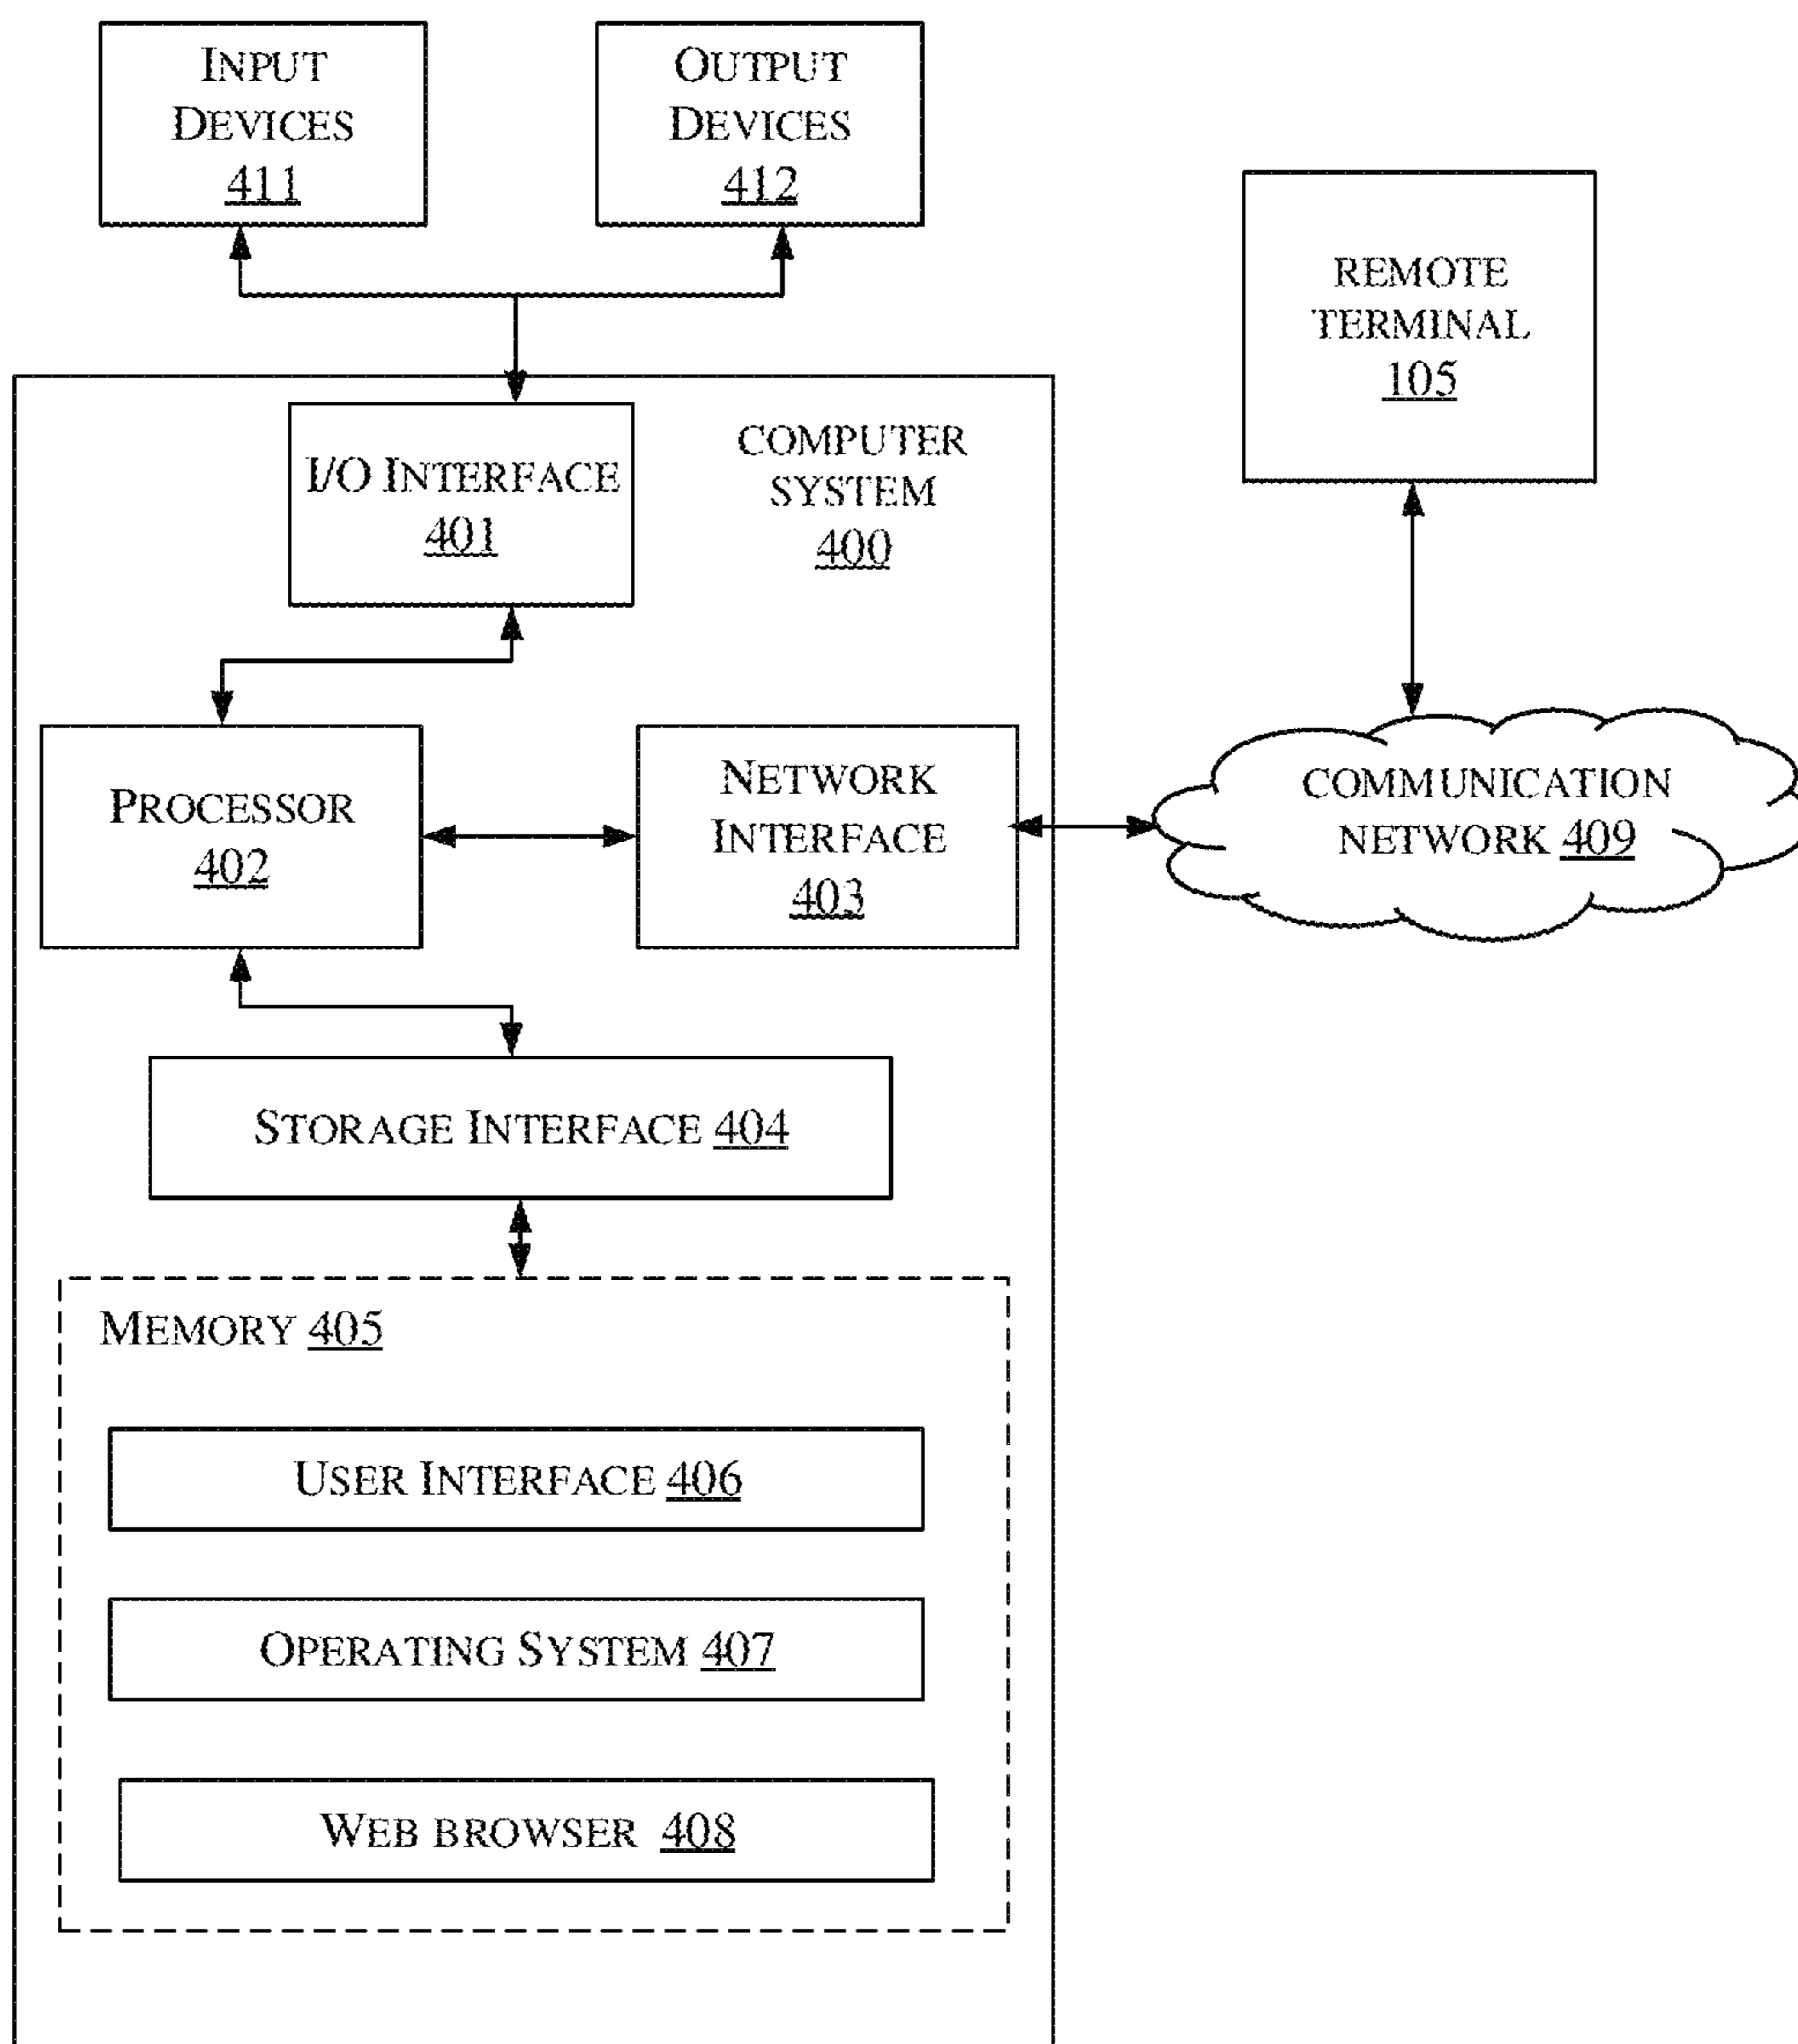 INPUT
DEVICES
411
OUTPUT
DEVICES
412
REMOTE
TERMINAL
105
I/O INTERFACE
401
COMPUTER
SYSTEM
400
PROCESSOR
402
NETWORK
INTERFACE
403
COMMUNICATION
NETWORK 409
STORAGE INTERFACE 404
MEMORY 405
USER INTERFACE 406
OPERATING SYSTEM 407
WEB BROWSER 408